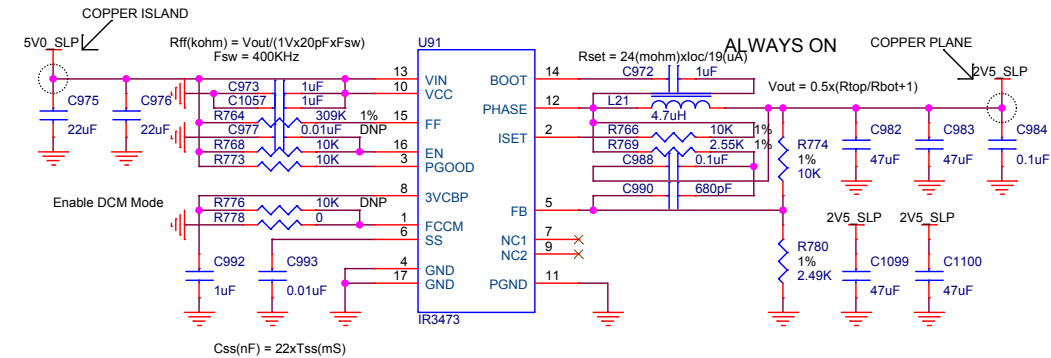 COPPER ISLAND
5V0_SLP
Rff(kohm) = Vout/(1Vx20pFxFsw)
Fsw = 400KHz
C975
22uF
C976
22uF
C973 1uF
C1057 1uF
R764 309K 1%
C977 0.01uF DNP
R768 10K
R773 10K
Enable DCM Mode
R776 10K DNP
R778 0
C992
1uF
C993
0.01uF
Css(nF) = 22xTss(mS)
U91
13 VIN
10 VCC
15 FF
16 EN
3 PGOOD
8 3VCBP
1 FCCM
6 SS
4 GND
17 GND
BOOT 14
PHASE 12
ISET 2
FB 5
NC1 7
NC2 9
PGND 11
IR3473
Rset = 24(mohm)xIoc/19(uA)
ALWAYS ON
COPPER PLANE
2V5_SLP
C972 1uF
L21
4.7uH
Vout = 0.5x(Rtop/Rbot+1)
R766 10K 1%
R769 2.55K 1%
C988 0.1uF
C990 680pF
R774
1%
10K
C982
47uF
C983
47uF
C984
0.1uF
R780
1%
2.49K
2V5_SLP 2V5_SLP
C1099
47uF
C1100
47uF